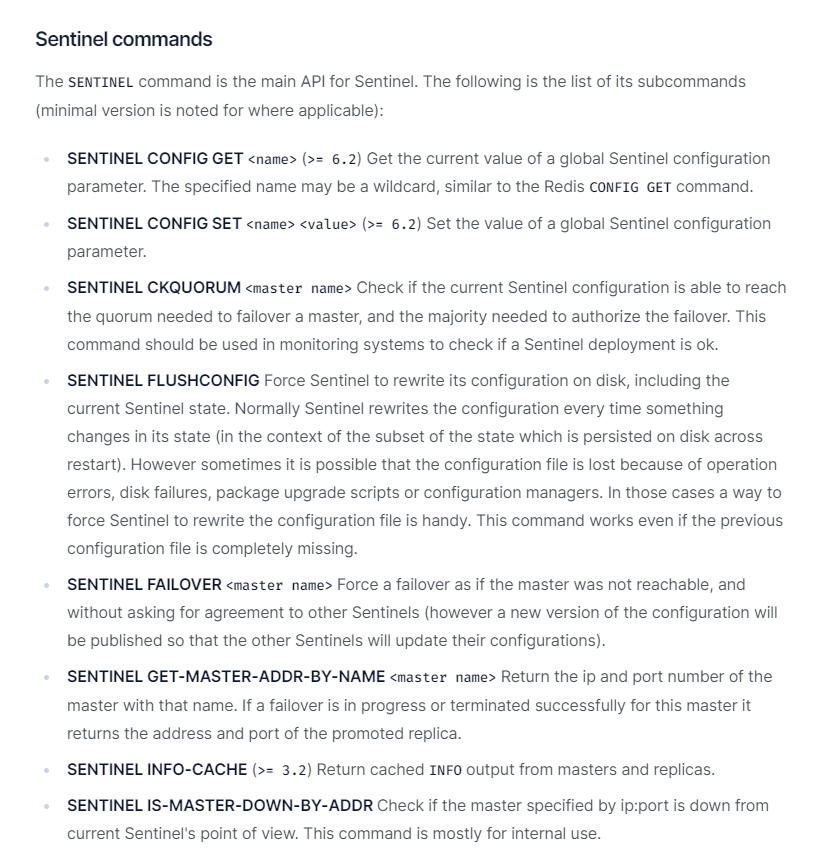 Sentinel commands
The SENTINEL command is the main API for Sentinel. The following is the list of its subcommands
(minimal version is noted for where applicable):
SENTINEL CONFIG GET <name> (>= 6.2) Get the current value of a global Sentinel configuration
parameter. The specified name may be a wildcard, similar to the Redis CONFIG GET command.
SENTINEL CONFIG SET <name> <value> (>= 6.2) Set the value of a global Sentinel configuration
parameter.
SENTINEL CKQUORUM <master name> Check if the current Sentinel configuration is able to reach
the quorum needed to failover a master, and the majority needed to authorize the failover. This
command should be used in monitoring systems to check if a Sentinel deployment is ok.
SENTINEL FLUSHCONFIG Force Sentinel to rewrite its configuration on disk, including the
current Sentinel state. Normally Sentinel rewrites the configuration every time something
changes in its state (in the context of the subset of the state which is persisted on disk across
restart). However sometimes it is possible that the configuration file is lost because of operation
errors, disk failures, package upgrade scripts or configuration managers. In those cases a way to
force Sentinel to rewrite the configuration file is handy. This command works even if the previous
configuration file is completely missing.
SENTINEL FAILOVER <master name> Force a failover as if the master was not reachable, and
without asking for agreement to other Sentinels (however a new version of the configuration will
be published so that the other Sentinels will update their configurations).
SENTINEL GET-MASTER-ADDR-BY-NAME <master name> Return the ip and port number of the
master with that name. If a failover is in progress or terminated successfully for this master it
returns the address and port of the promoted replica.
SENTINEL INFO-CACHE (>= 3.2) Return cached INFO output from masters and replicas.
SENTINEL IS-MASTER-DOWN-BY-ADDR Check if the master specified by ip:port is down from
current Sentinel's point of view. This command is mostly for internal use.